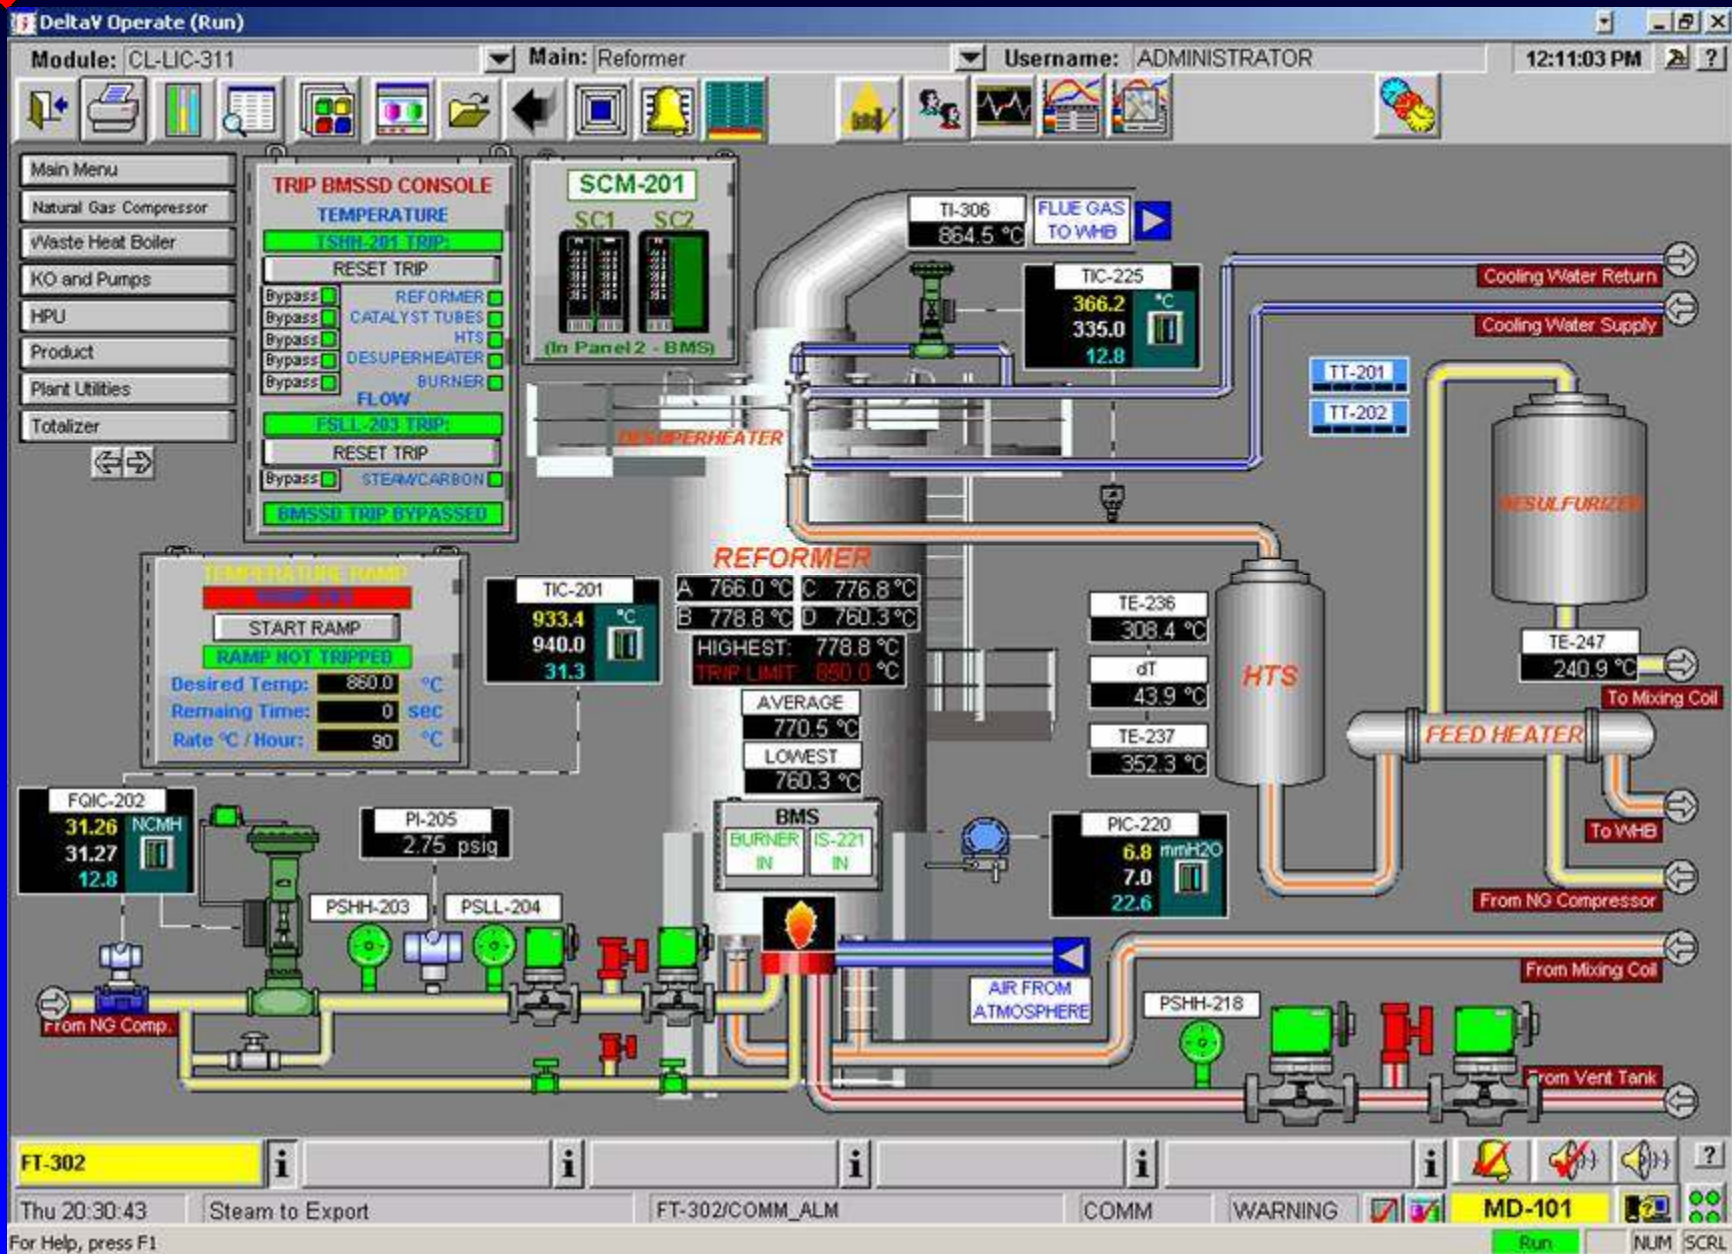 DeltaV Operate (Run)
Module: CL-LIC-311 Main: Reformer Username: ADMINISTRATOR 12:11:03 PM ?
Main Menu
Natural Gas Compressor
Waste Heat Boiler
KO and Pumps
HPU
Product
Plant Utilities
Totalizer
TRIP BMSSD CONSOLE
TEMPERATURE
TSHH-201 TRIP:
RESET TRIP
Bypass REFORMER
Bypass CATALYST TUBES
Bypass HTS
Bypass DESUPERHEATER
Bypass BURNER
FLOW
FSLL-203 TRIP:
RESET TRIP
Bypass STEAM/CARBON
BMSSD TRIP BYPASSED
SCM-201
SC1 SC2
(In Panel 2 - BMS)
TI-306
864.5 °C
FLUE GAS
TO WHB
TIC-225
366.2 °C
335.0
12.8
Cooling Water Return
Cooling Water Supply
TT-201
TT-202
DESUPERHEATER
DESULFURIZER
TEMPERATURE RAMP
START RAMP
RAMP NOT TRIPPED
Desired Temp: 860.0 °C
Remaing Time: 0 sec
Rate °C / Hour: 90 °C
TIC-201
933.4 °C
940.0
31.3
REFORMER
A 766.0 °C C 776.8 °C
B 778.8 °C D 760.3 °C
HIGHEST: 778.8 °C
TRIP LIMIT: 850.0 °C
AVERAGE
770.5 °C
LOWEST
760.3 °C
BMS
BURNER IN
IS-221 IN
TE-236
308.4 °C
dT
43.9 °C
TE-237
352.3 °C
HTS
TE-247
240.9 °C
To Mixing Coil
FEED HEATER
To WHB
From NG Compressor
From Mixing Coil
FQIC-202
31.26 NCMH
31.27
12.8
PI-205
2.75 psig
PSHH-203
PSLL-204
PIC-220
6.8 mmH2O
7.0
22.6
From NG Comp.
AIR FROM
ATMOSPHERE
PSHH-218
From Vent Tank
FT-302 i i i i i ?
Thu 20:30:43 Steam to Export FT-302/COMM_ALM COMM WARNING MD-101
For Help, press F1 Run NUM SCRL